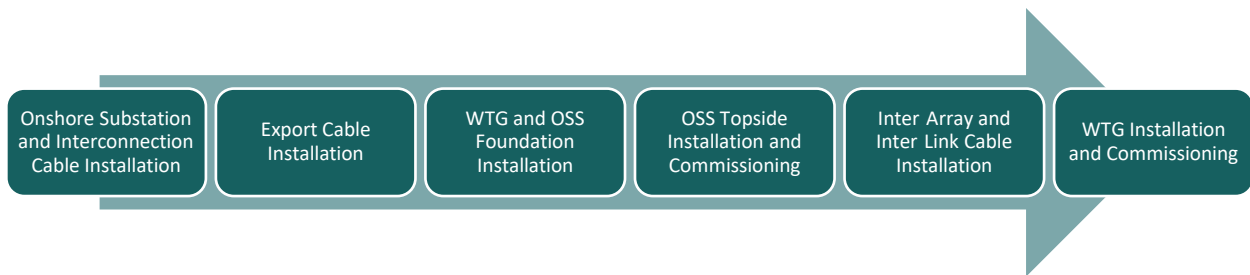 Onshore Substation
and Interconnection
Cable Installation
Export Cable
Installation
WTG and OSS
Foundation
Installation
OSS Topside
Installation and
Commissioning
Inter Array and
Inter Link Cable
Installation
WTG Installation
and Commissioning